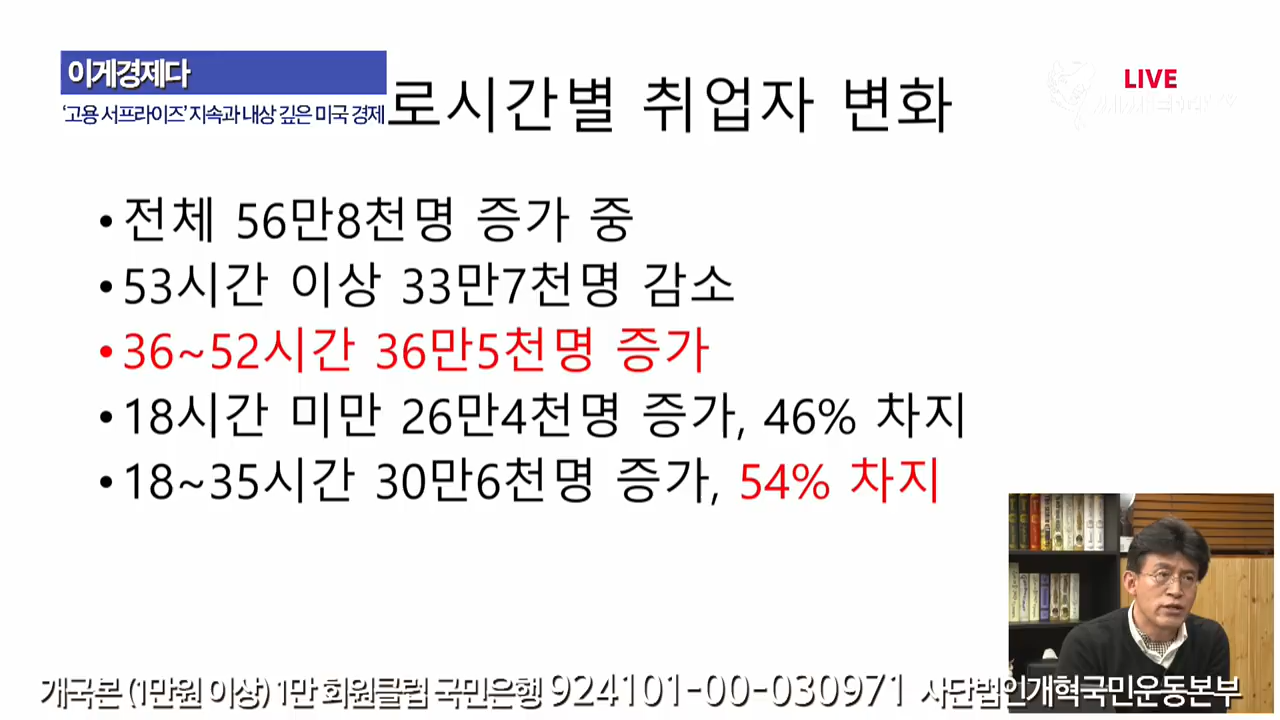 이게경제다
‘고용 서프라이즈’ 지속과 내상 깊은 미국 경제
로시간별 취업자 변화
LIVE
• 전체 56만8천명 증가 중
• 53시간 이상 33만7천명 감소
• 36~52시간 36만5천명 증가
• 18시간 미만 26만4천명 증가, 46% 차지
• 18~35시간 30만6천명 증가, 54% 차지
개국본 (1만원 이상) 1만 회원클럽 국민은행 924101-00-030971 사단법인개혁국민운동본부